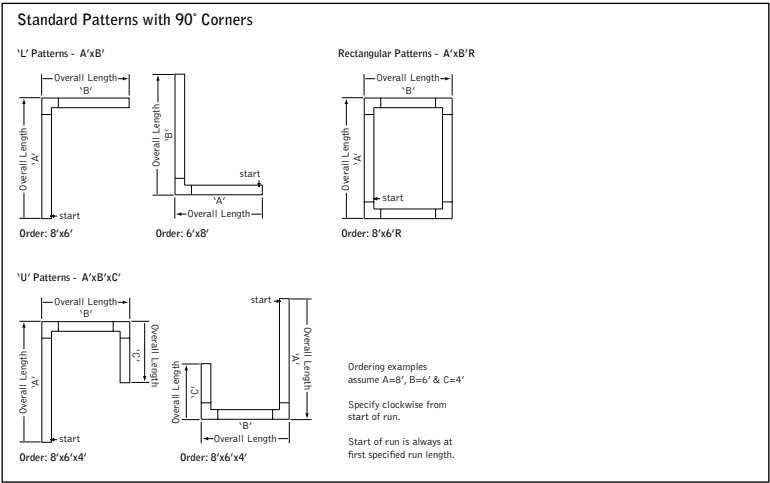 Standard Patterns with 90° Corners
‘L’ Patterns - A’xB’
Overall Length
‘B’
Overall Length
‘A’
start
Order: 8’x6’
Overall Length
‘B’
start
‘A’
Overall Length
Order: 6’x8’
Rectangular Patterns - A’xB’R
Overall Length
‘B’
Overall Length
‘A’
start
Order: 8’x6’R
‘U’ Patterns - A’xB’xC’
Overall Length
‘B’
Overall Length
‘A’
‘C’
Overall Length
start
Order: 8’x6’x4’
start
Overall Length
‘A’
Overall Length
‘C’
‘B’
Overall Length
Order: 8’x6’x4’
Ordering examples
assume A=8’, B=6’ & C=4’
Specify clockwise from
start of run.
Start of run is always at
first specified run length.